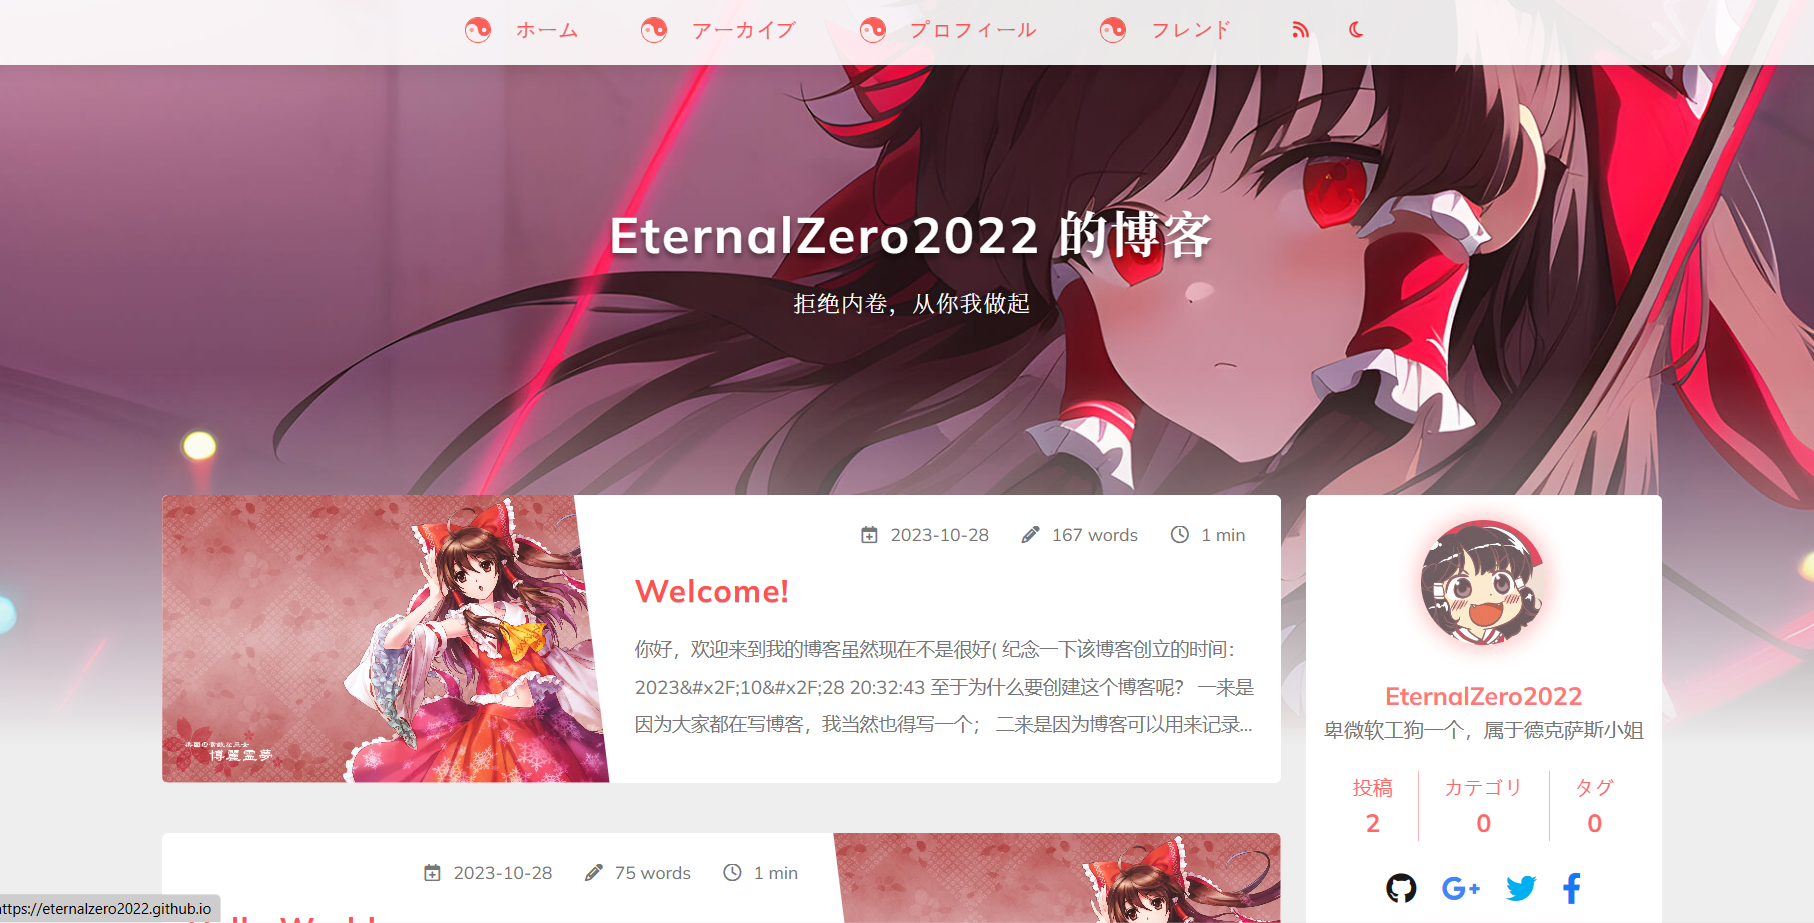 ホーム アーカイブ プロフィール フレンド
EternalZero2022 的博客
拒绝内卷，从你我做起
2023-10-28 167 words 1 min
Welcome!
你好，欢迎来到我的博客虽然现在不是很好( 纪念一下该博客创立的时间：
2023&#x2F;10&#x2F;28 20:32:43 至于为什么要创建这个博客呢？ 一来是
因为大家都在写博客，我当然也得写一个； 二来是因为博客可以用来记录...
博麗霊夢
EternalZero2022
卑微软工狗一个，属于德克萨斯小姐
投稿 カテゴリ タグ
2 0 0
2023-10-28 75 words 1 min
ttps://eternalzero2022.github.io